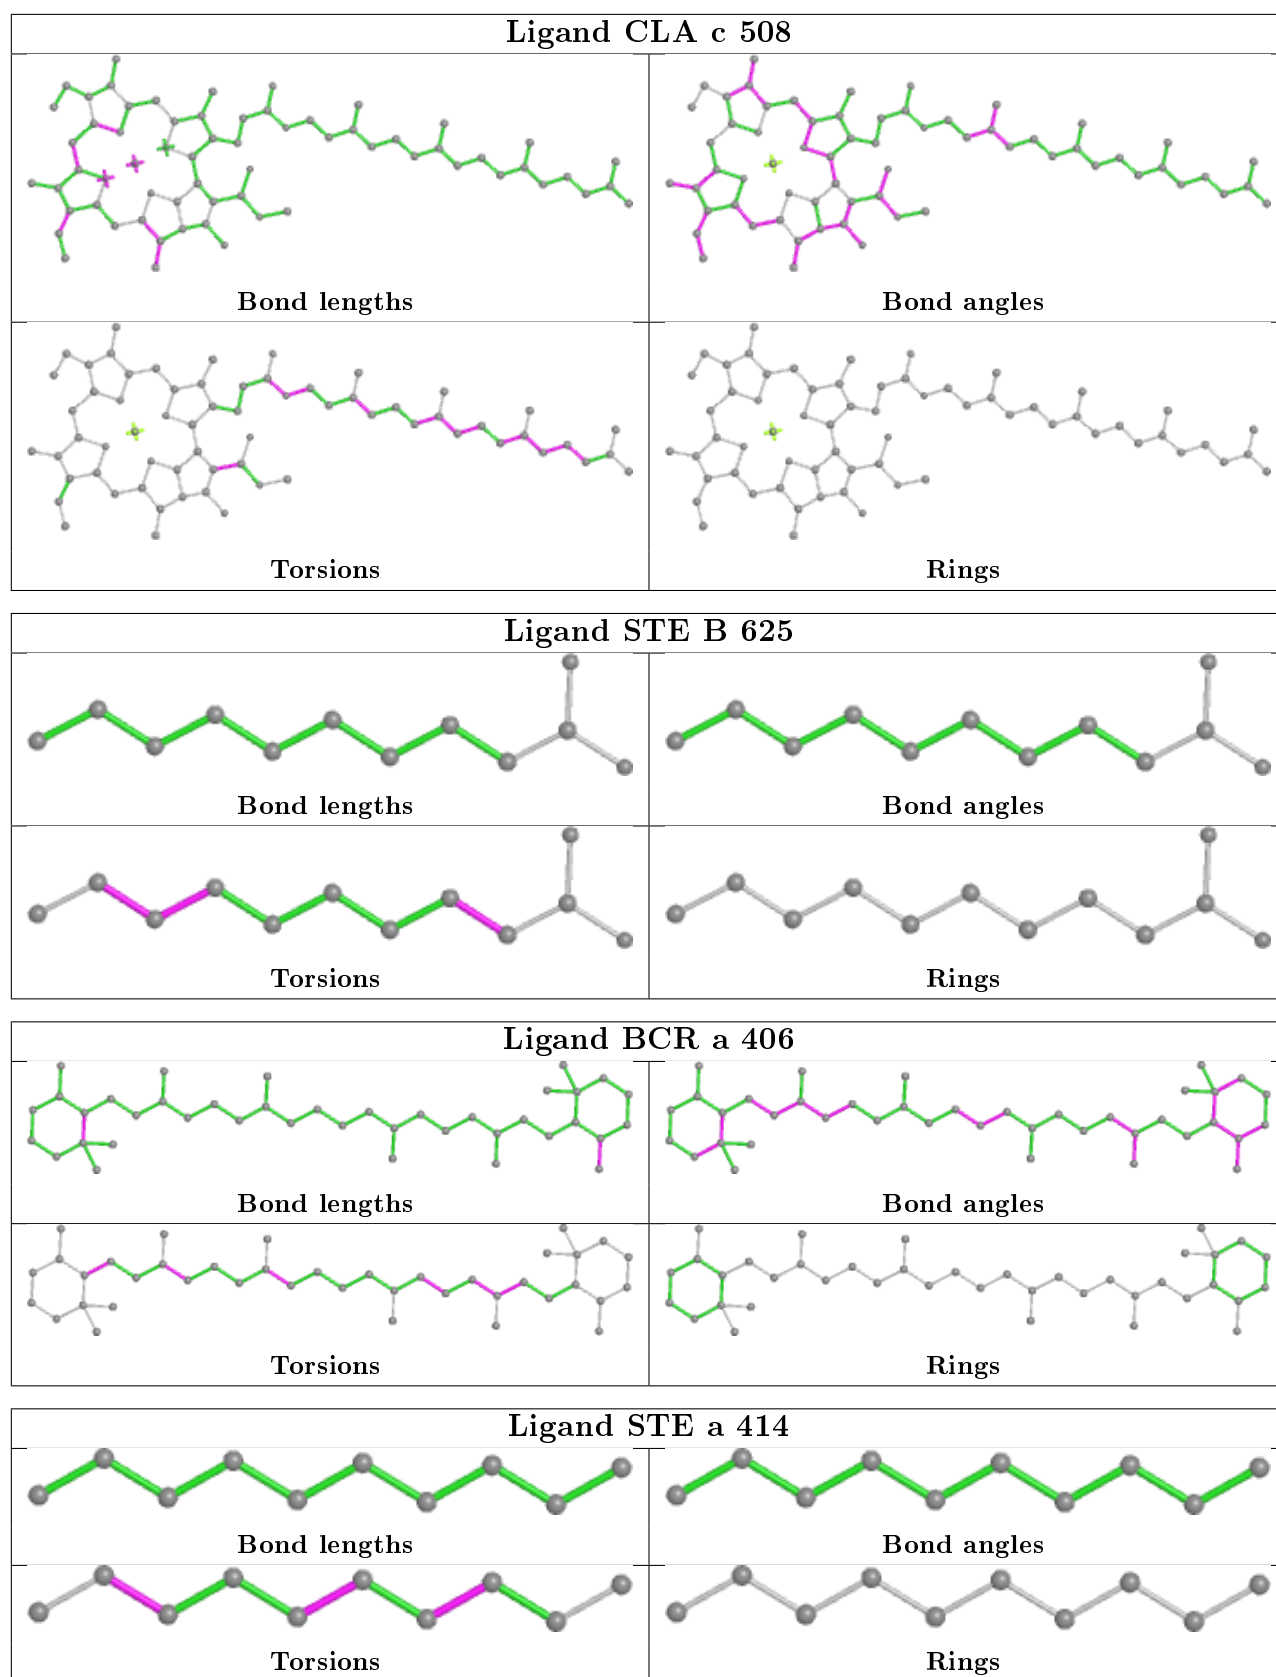 Ligand CLA c 508
Bond lengths
Bond angles
Torsions
Rings
Ligand STE B 625
Bond lengths
Bond angles
Torsions
Rings
Ligand BCR a 406
Bond lengths
Bond angles
Torsions
Rings
Ligand STE a 414
Bond lengths
Bond angles
Torsions
Rings